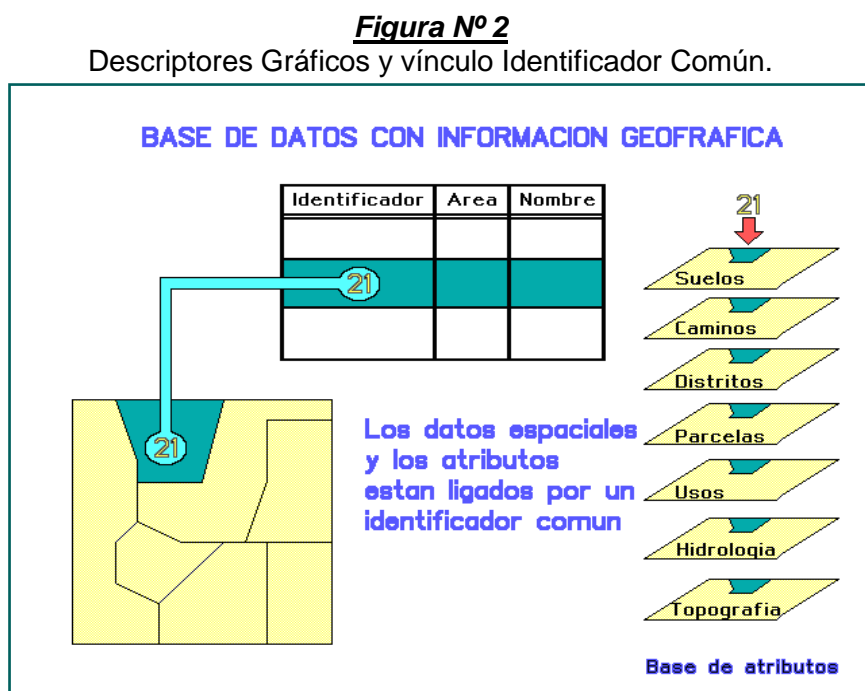 Figura Nº 2
Descriptores Gráficos y vínculo Identificador Común.
BASE DE DATOS CON INFORMACION GEOFRAFICA
Identificador Area Nombre
21
21
Los datos espaciales
y los atributos
estan ligados por un
identificador comun
21
Suelos
Caminos
Distritos
Parcelas
Usos
Hidrologia
Topografia
Base de atributos